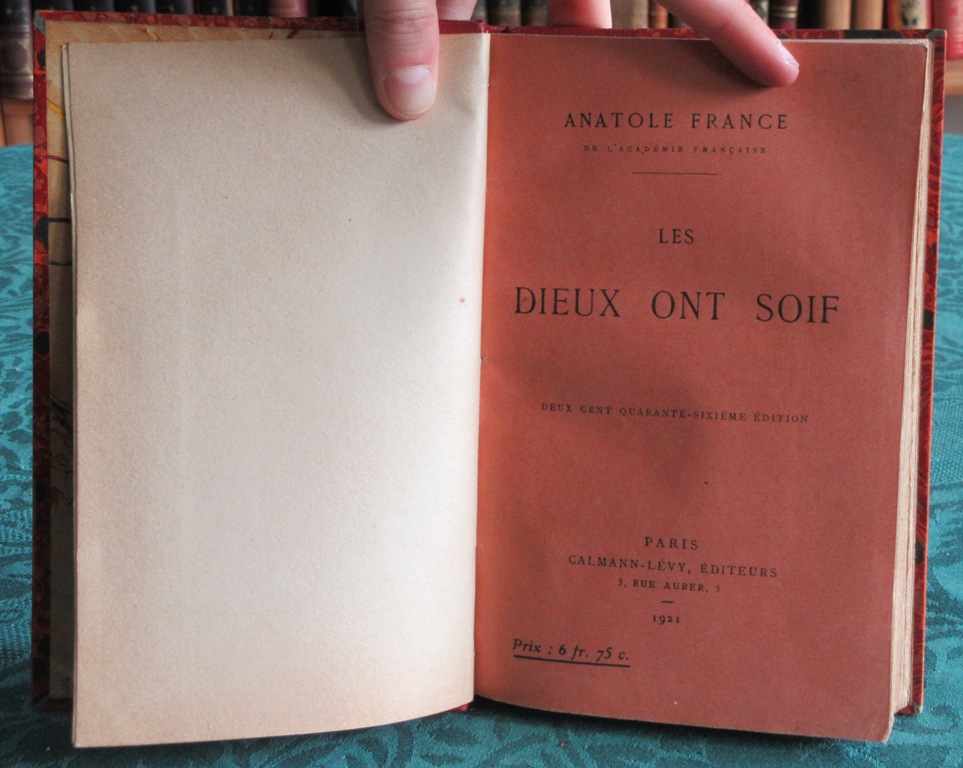 ANATOLE FRANCE
DE L'ACADÉMIE FRANÇAISE
LES
DIEUX ONT SOIF
DEUX CENT QUARANTE-SIXIÈME ÉDITION
PARIS
CALMANN-LÉVY, ÉDITEURS
3, RUE AUBER, 3
1921
Prix : 6 fr. 75 c.